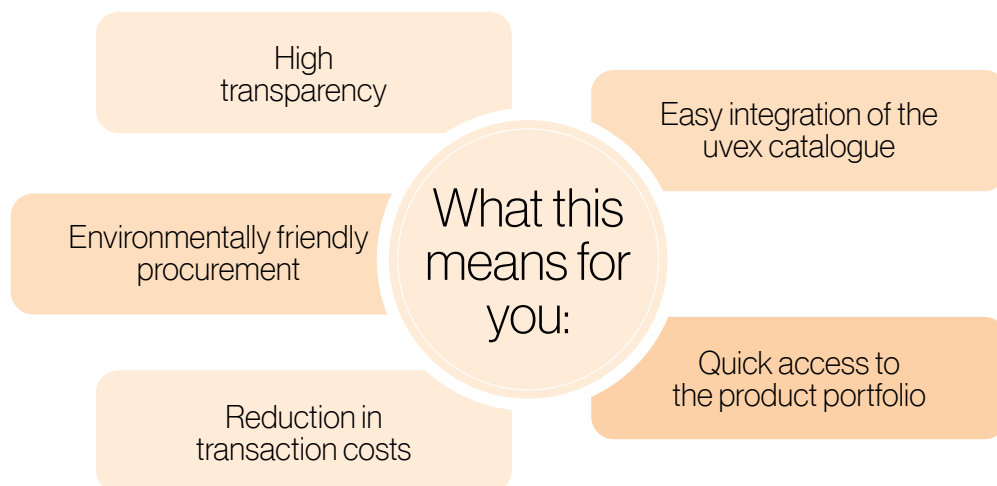 High
transparency
Easy integration of the
uvex catalogue
Environmentally friendly
procurement
What this
means for
you:
Quick access to
the product portfolio
Reduction in
transaction costs